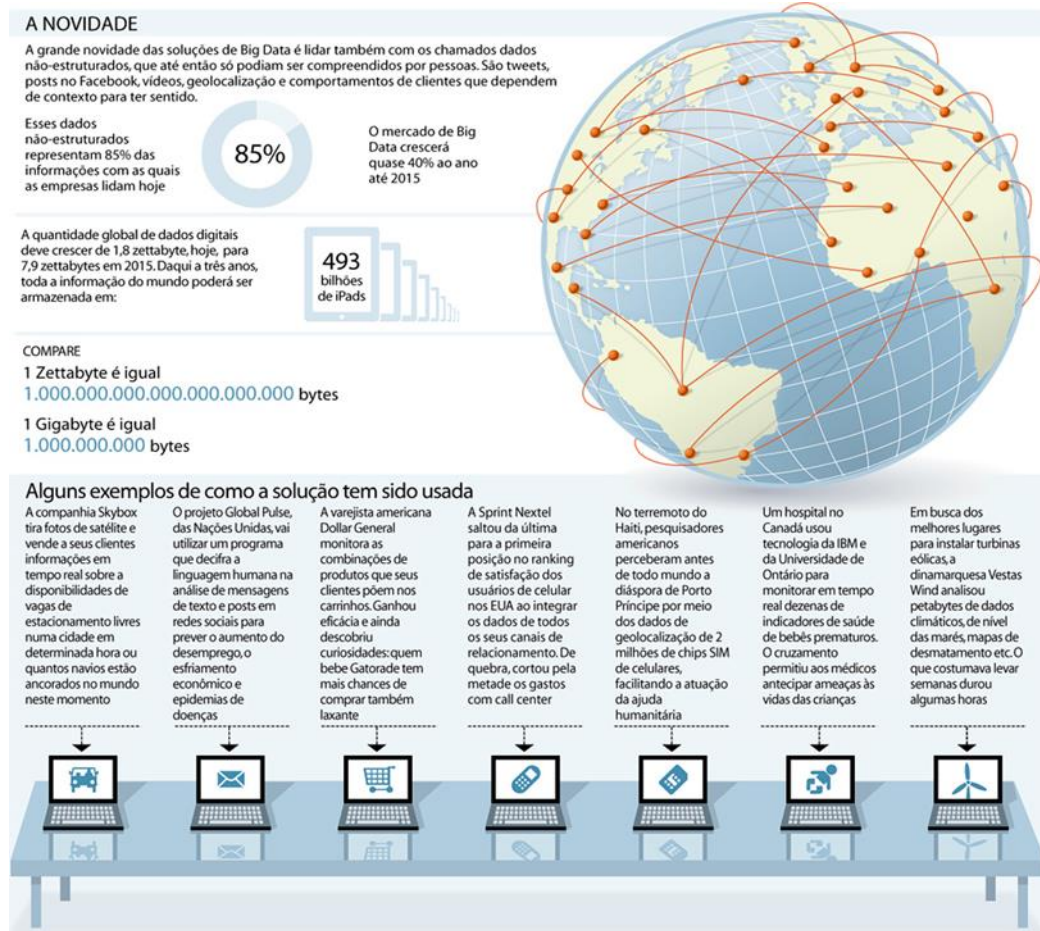 A NOVIDADE
A grande novidade das soluções de Big Data é lidar também com os chamados dados
não-estruturados, que até então só podiam ser compreendidos por pessoas. São tweets,
posts no Facebook, vídeos, geolocalização e comportamentos de clientes que dependem
de contexto para ter sentido.
Esses dados
não-estruturados
representam 85% das
informações com as quais
as empresas lidam hoje
85%
O mercado de Big
Data crescerá
quase 40% ao ano
até 2015
A quantidade global de dados digitais
deve crescer de 1,8 zettabyte, hoje, para
7,9 zettabytes em 2015. Daqui a três anos,
toda a informação do mundo poderá ser
armazenada em:
493
bilhões
de iPads
COMPARE
1 Zettabyte é igual
1.000.000.000.000.000.000.000 bytes
1 Gigabyte é igual
1.000.000.000 bytes
Alguns exemplos de como a solução tem sido usada
A companhia Skybox
tira fotos de satélite e
vende a seus clientes
informações em
tempo real sobre a
disponibilidades de
vagas de
estacionamento livres
numa cidade em
determinada hora ou
quantos navios estão
ancorados no mundo
neste momento
O projeto Global Pulse,
das Nações Unidas, vai
utilizar um programa
que decifra a
linguagem humana na
análise de mensagens
de texto e posts em
redes sociais para
prever o aumento do
desemprego, o
esfriamento
econômico e
epidemias de
doenças
A varejista americana
Dollar General
monitora as
combinações de
produtos que seus
clientes põem nos
carrinhos. Ganhou
eficácia e ainda
descobriu
curiosidades: quem
bebe Gatorade tem
mais chances de
comprar também
laxante
A Sprint Nextel
saltou da última
para a primeira
posição no ranking
de satisfação dos
usuários de celular
nos EUA ao integrar
os dados de todos
os seus canais de
relacionamento. De
quebra, cortou pela
metade os gastos
com call center
No terremoto do
Haiti, pesquisadores
americanos
perceberam antes
de todo mundo a
diáspora de Porto
Príncipe por meio
dos dados de
geolocalização de 2
milhões de chips SIM
de celulares,
facilitando a atuação
da ajuda
humanitária
Um hospital no
Canadá usou
tecnologia da IBM e
da Universidade de
Ontário para
monitorar em tempo
real dezenas de
indicadores de saúde
de bebês prematuros.
O cruzamento
permitiu aos médicos
antecipar ameaças às
vidas das crianças
Em busca dos
melhores lugares
para instalar turbinas
eólicas, a
dinamarquesa Vestas
Wind analisou
petabytes de dados
climáticos, de nível
das marés, mapas de
desmatamento etc. O
que costumava levar
semanas durou
algumas horas